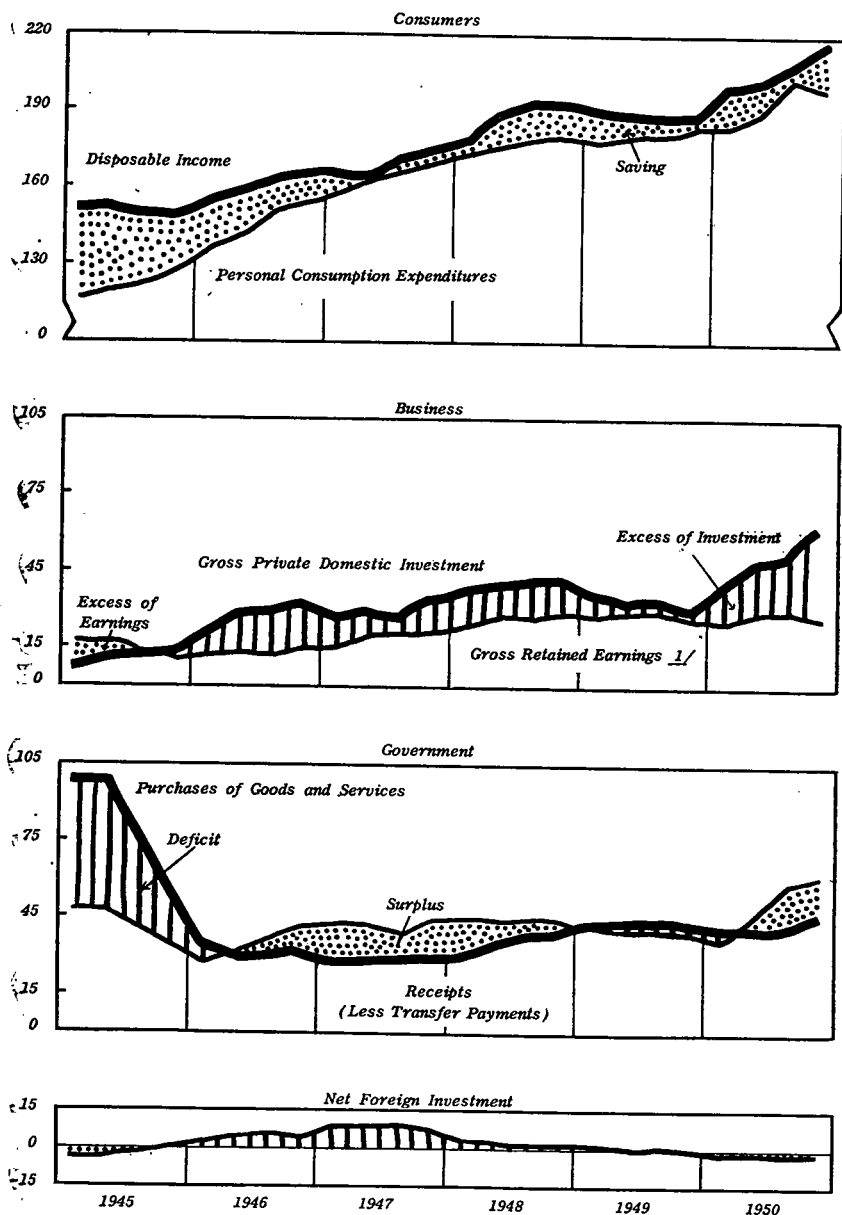 Consumers
220
190
Disposable Income
160
Saving
130
Personal Consumption Expenditures
0
Business
105
75
Excess of Investment
45
Gross Private Domestic Investment
Excess of
Earnings
15
Gross Retained Earnings 1/
0
Government
105
Purchases of Goods and Services
75
Deficit
Surplus
45
15
Receipts
(Less Transfer Payments)
0
Net Foreign Investment
15
0
15
1945 1946 1947 1948 1949 1950